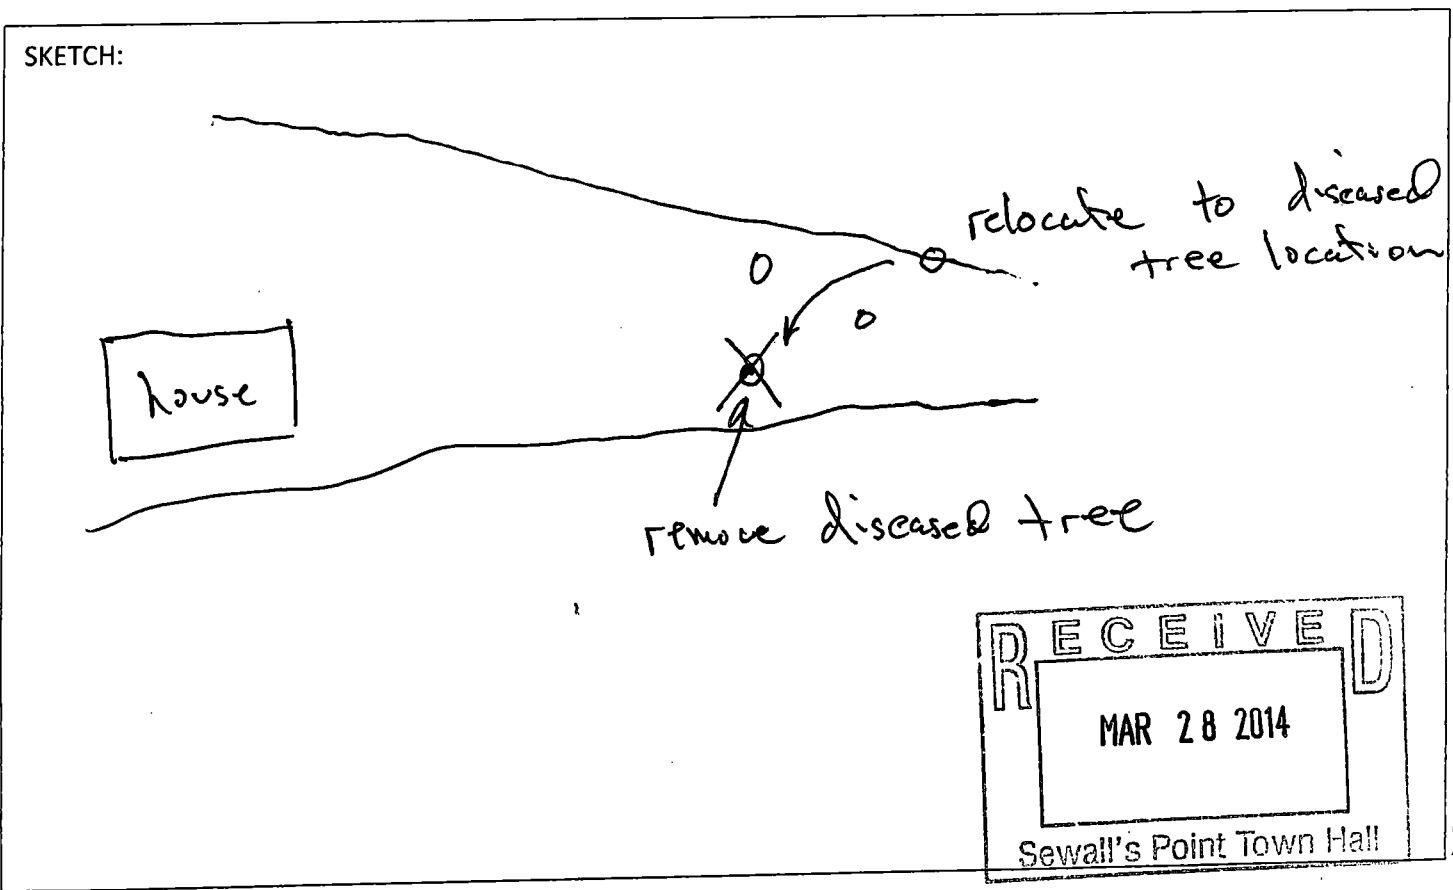 SKETCH:
relocate to diseased
tree location
house
remove diseased tree
RECEIVED
MAR 28 2014
Sewall's Point Town Hall